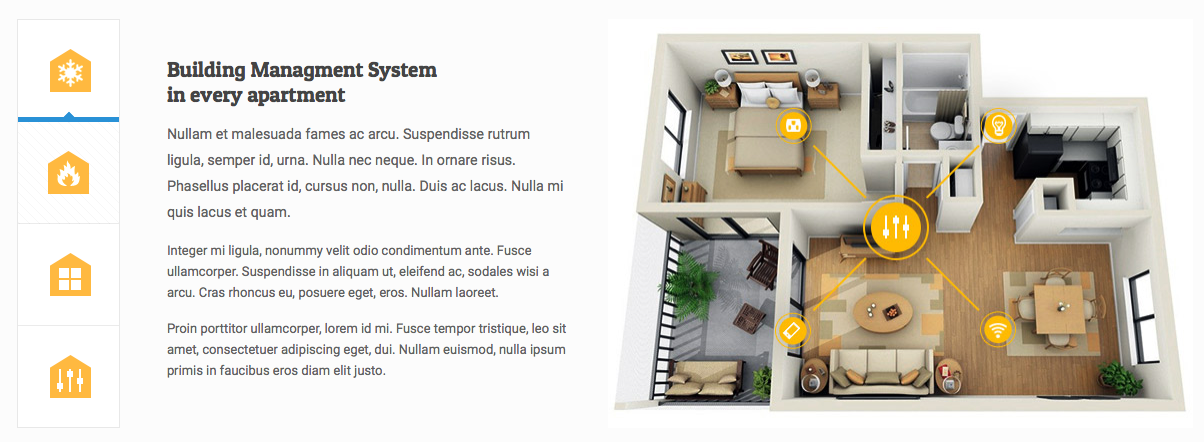 Building Managment System
in every apartment
Nullam et malesuada fames ac arcu. Suspendisse rutrum
ligula, semper id, urna. Nulla nec neque. In ornare risus.
Phasellus placerat id, cursus non, nulla. Duis ac lacus. Nulla mi
quis lacus et quam.
Integer mi ligula, nonummy velit odio condimentum ante. Fusce
ullamcorper. Suspendisse in aliquam ut, eleifend ac, sodales wisi a
arcu. Cras rhoncus eu, posuere eget, eros. Nullam laoreet.
Proin porttitor ullamcorper, lorem id mi. Fusce tempor tristique, leo sit
amet, consectetuer adipiscing eget, dui. Nullam euismod, nulla ipsum
primis in faucibus eros diam elit justo.